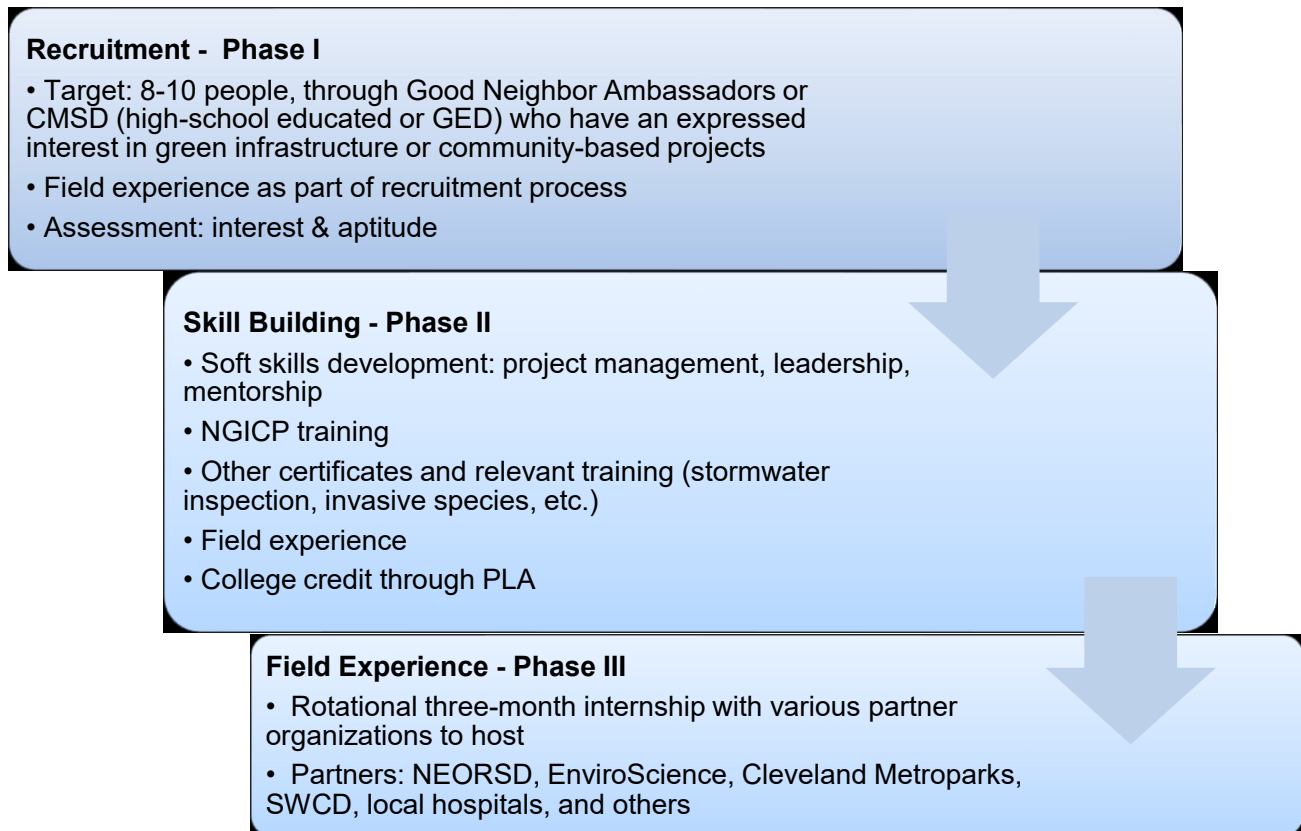 Recruitment - Phase I
• Target: 8-10 people, through Good Neighbor Ambassadors or
CMSD (high-school educated or GED) who have an expressed
interest in green infrastructure or community-based projects
• Field experience as part of recruitment process
• Assessment: interest & aptitude
Skill Building - Phase II
• Soft skills development: project management, leadership,
mentorship
• NGICP training
• Other certificates and relevant training (stormwater
inspection, invasive species, etc.)
• Field experience
• College credit through PLA
Field Experience - Phase III
• Rotational three-month internship with various partner
organizations to host
• Partners: NEORSD, EnviroScience, Cleveland Metroparks,
SWCD, local hospitals, and others